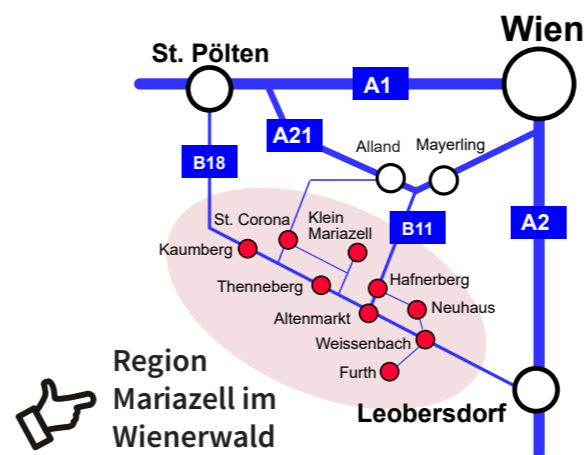 Wien
St. Pölten
A1
A21
Alland
Mayerling
B18
St. Corona
Klein
Mariazell
B11
A2
Kaumberg
Thenneberg
Hafnerberg
Neuhaus
Altenmarkt
Weissenbach
Furth
Leobersdorf
Region
Mariazell im
Wienerwald